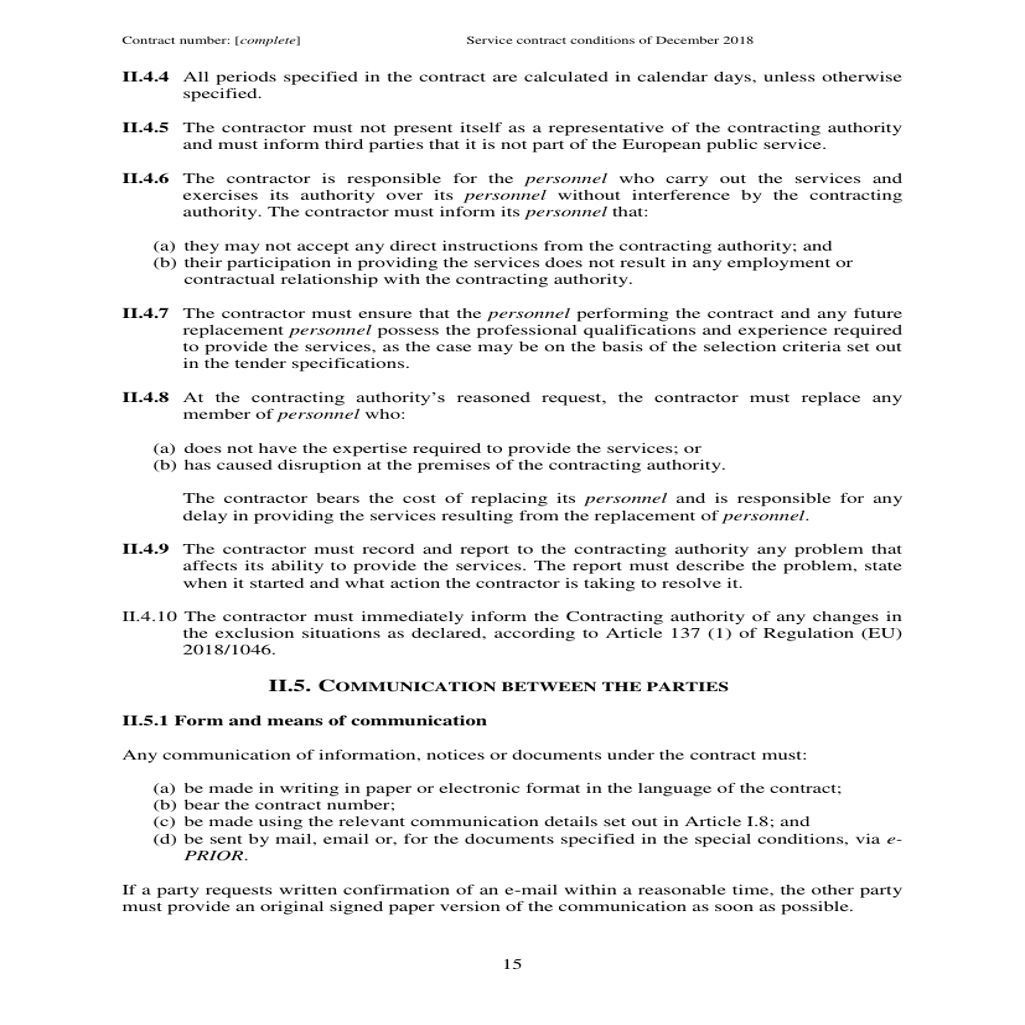 Contract number: [complete] Service contract conditions of December 2018
II.4.4 All periods specified in the contract are calculated in calendar days, unless otherwise
specified.
II.4.5 The contractor must not present itself as a representative of the contracting authority
and must inform third parties that it is not part of the European public service.
II.4.6 The contractor is responsible for the personnel who carry out the services and
exercises its authority over its personnel without interference by the contracting
authority. The contractor must inform its personnel that:
(a) they may not accept any direct instructions from the contracting authority; and
(b) their participation in providing the services does not result in any employment or
contractual relationship with the contracting authority.
II.4.7 The contractor must ensure that the personnel performing the contract and any future
replacement personnel possess the professional qualifications and experience required
to provide the services, as the case may be on the basis of the selection criteria set out
in the tender specifications.
II.4.8 At the contracting authority’s reasoned request, the contractor must replace any
member of personnel who:
(a) does not have the expertise required to provide the services; or
(b) has caused disruption at the premises of the contracting authority.
The contractor bears the cost of replacing its personnel and is responsible for any
delay in providing the services resulting from the replacement of personnel.
II.4.9 The contractor must record and report to the contracting authority any problem that
affects its ability to provide the services. The report must describe the problem, state
when it started and what action the contractor is taking to resolve it.
II.4.10 The contractor must immediately inform the Contracting authority of any changes in
the exclusion situations as declared, according to Article 137 (1) of Regulation (EU)
2018/1046.
II.5. COMMUNICATION BETWEEN THE PARTIES
II.5.1 Form and means of communication
Any communication of information, notices or documents under the contract must:
(a) be made in writing in paper or electronic format in the language of the contract;
(b) bear the contract number;
(c) be made using the relevant communication details set out in Article I.8; and
(d) be sent by mail, email or, for the documents specified in the special conditions, via e-
PRIOR.
If a party requests written confirmation of an e-mail within a reasonable time, the other party
must provide an original signed paper version of the communication as soon as possible.
15